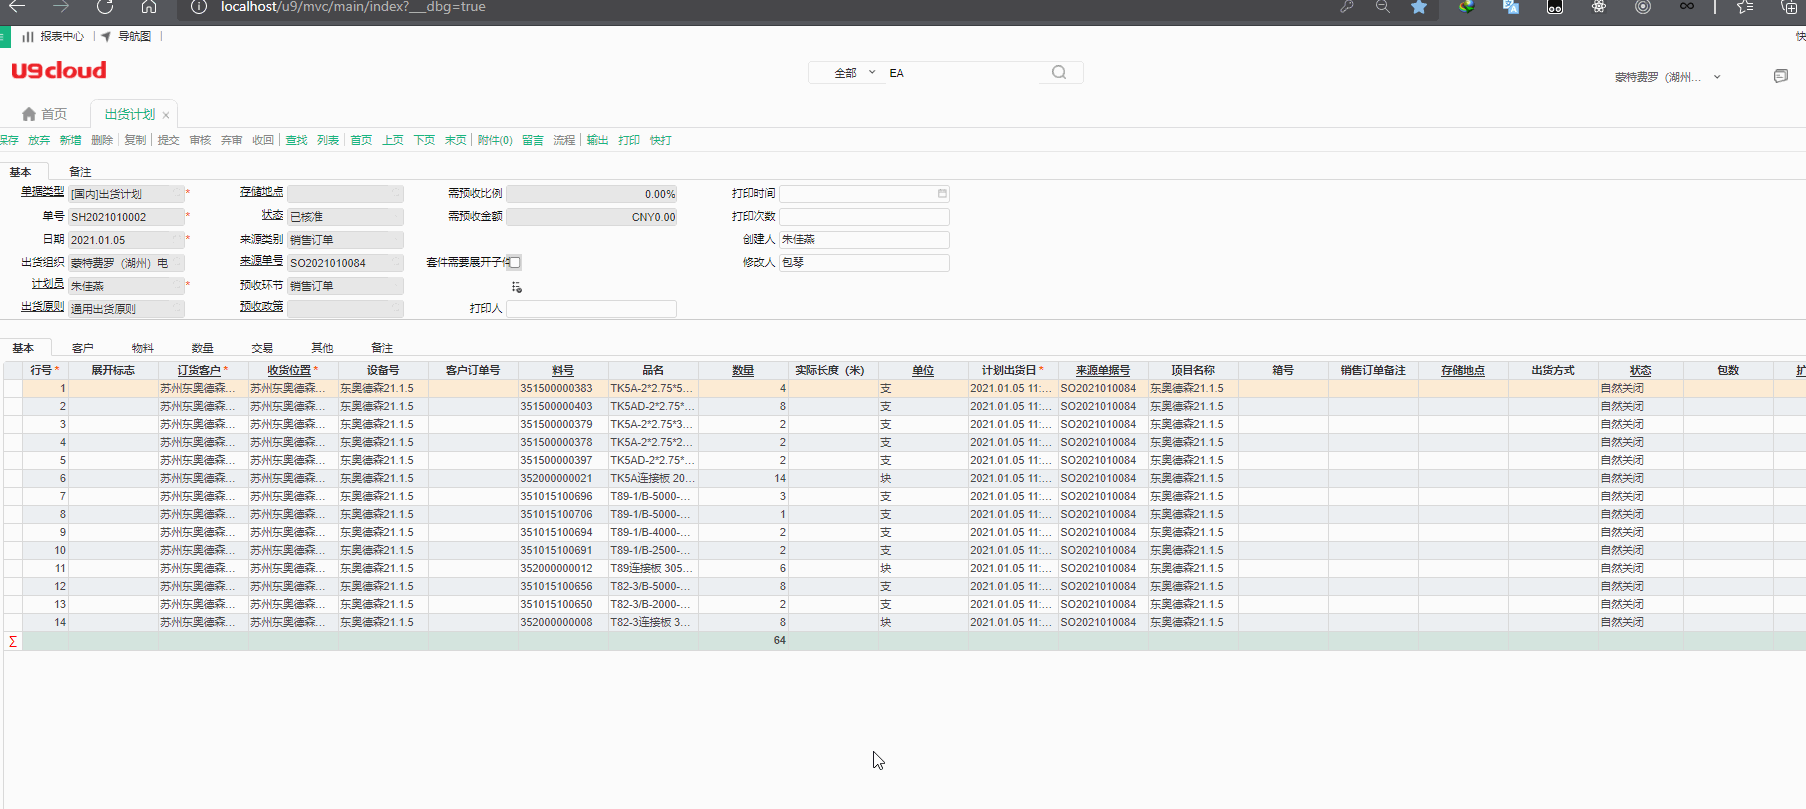 localhost/u9/mvc/main/index?___dbg=true
报表中心 | 导航图 | 快
U9cloud 全部 EA 蒙特费罗（湖州...
首页 出货计划 ×
保存 放弃 新增 删除 复制 提交 审核 弃审 收回 查找 列表 首页 上页 下页 末页 附件(0) 留言 流程 输出 打印 快打
基本 备注
单据类型 [国内]出货计划 * 存储地点 需预收比例 0.00% 打印时间
单号 SH2021010002 * 状态 已核准 需预收金额 CNY0.00 打印次数
日期 2021.01.05 * 来源类别 销售订单 创建人 朱佳燕
出货组织 蒙特费罗（湖州）电 来源单号 SO2021010084 套件需要展开子件 修改人 包琴
计划员 朱佳燕 * 预收环节 销售订单
出货原则 通用出货原则 预收政策 打印人
基本 客户 物料 数量 交易 其他 备注
行号* 展开标志 订货客户* 收货位置* 设备号 客户订单号 料号 品名 数量 实际长度（米） 单位 计划出货日* 来源单据号 项目名称 箱号 销售订单备注 存储地点 出货方式 状态 包数 扩
1 苏州东奥德森... 苏州东奥德森... 东奥德森21.1.5 351500000383 TK5A-2*2.75*5... 4 支 2021.01.05 11:... SO2021010084 东奥德森21.1.5 自然关闭
2 苏州东奥德森... 苏州东奥德森... 东奥德森21.1.5 351500000403 TK5AD-2*2.75*... 8 支 2021.01.05 11:... SO2021010084 东奥德森21.1.5 自然关闭
3 苏州东奥德森... 苏州东奥德森... 东奥德森21.1.5 351500000379 TK5A-2*2.75*3... 2 支 2021.01.05 11:... SO2021010084 东奥德森21.1.5 自然关闭
4 苏州东奥德森... 苏州东奥德森... 东奥德森21.1.5 351500000378 TK5A-2*2.75*2... 2 支 2021.01.05 11:... SO2021010084 东奥德森21.1.5 自然关闭
5 苏州东奥德森... 苏州东奥德森... 东奥德森21.1.5 351500000397 TK5AD-2*2.75*... 2 支 2021.01.05 11:... SO2021010084 东奥德森21.1.5 自然关闭
6 苏州东奥德森... 苏州东奥德森... 东奥德森21.1.5 352000000021 TK5A连接板 20... 14 块 2021.01.05 11:... SO2021010084 东奥德森21.1.5 自然关闭
7 苏州东奥德森... 苏州东奥德森... 东奥德森21.1.5 351015100696 T89-1/B-5000-... 3 支 2021.01.05 11:... SO2021010084 东奥德森21.1.5 自然关闭
8 苏州东奥德森... 苏州东奥德森... 东奥德森21.1.5 351015100706 T89-1/B-5000-... 1 支 2021.01.05 11:... SO2021010084 东奥德森21.1.5 自然关闭
9 苏州东奥德森... 苏州东奥德森... 东奥德森21.1.5 351015100694 T89-1/B-4000-... 2 支 2021.01.05 11:... SO2021010084 东奥德森21.1.5 自然关闭
10 苏州东奥德森... 苏州东奥德森... 东奥德森21.1.5 351015100691 T89-1/B-2500-... 2 支 2021.01.05 11:... SO2021010084 东奥德森21.1.5 自然关闭
11 苏州东奥德森... 苏州东奥德森... 东奥德森21.1.5 352000000012 T89连接板 305... 6 块 2021.01.05 11:... SO2021010084 东奥德森21.1.5 自然关闭
12 苏州东奥德森... 苏州东奥德森... 东奥德森21.1.5 351015100656 T82-3/B-5000-... 8 支 2021.01.05 11:... SO2021010084 东奥德森21.1.5 自然关闭
13 苏州东奥德森... 苏州东奥德森... 东奥德森21.1.5 351015100650 T82-3/B-2000-... 2 支 2021.01.05 11:... SO2021010084 东奥德森21.1.5 自然关闭
14 苏州东奥德森... 苏州东奥德森... 东奥德森21.1.5 352000000008 T82-3连接板 3... 8 块 2021.01.05 11:... SO2021010084 东奥德森21.1.5 自然关闭
∑ 64